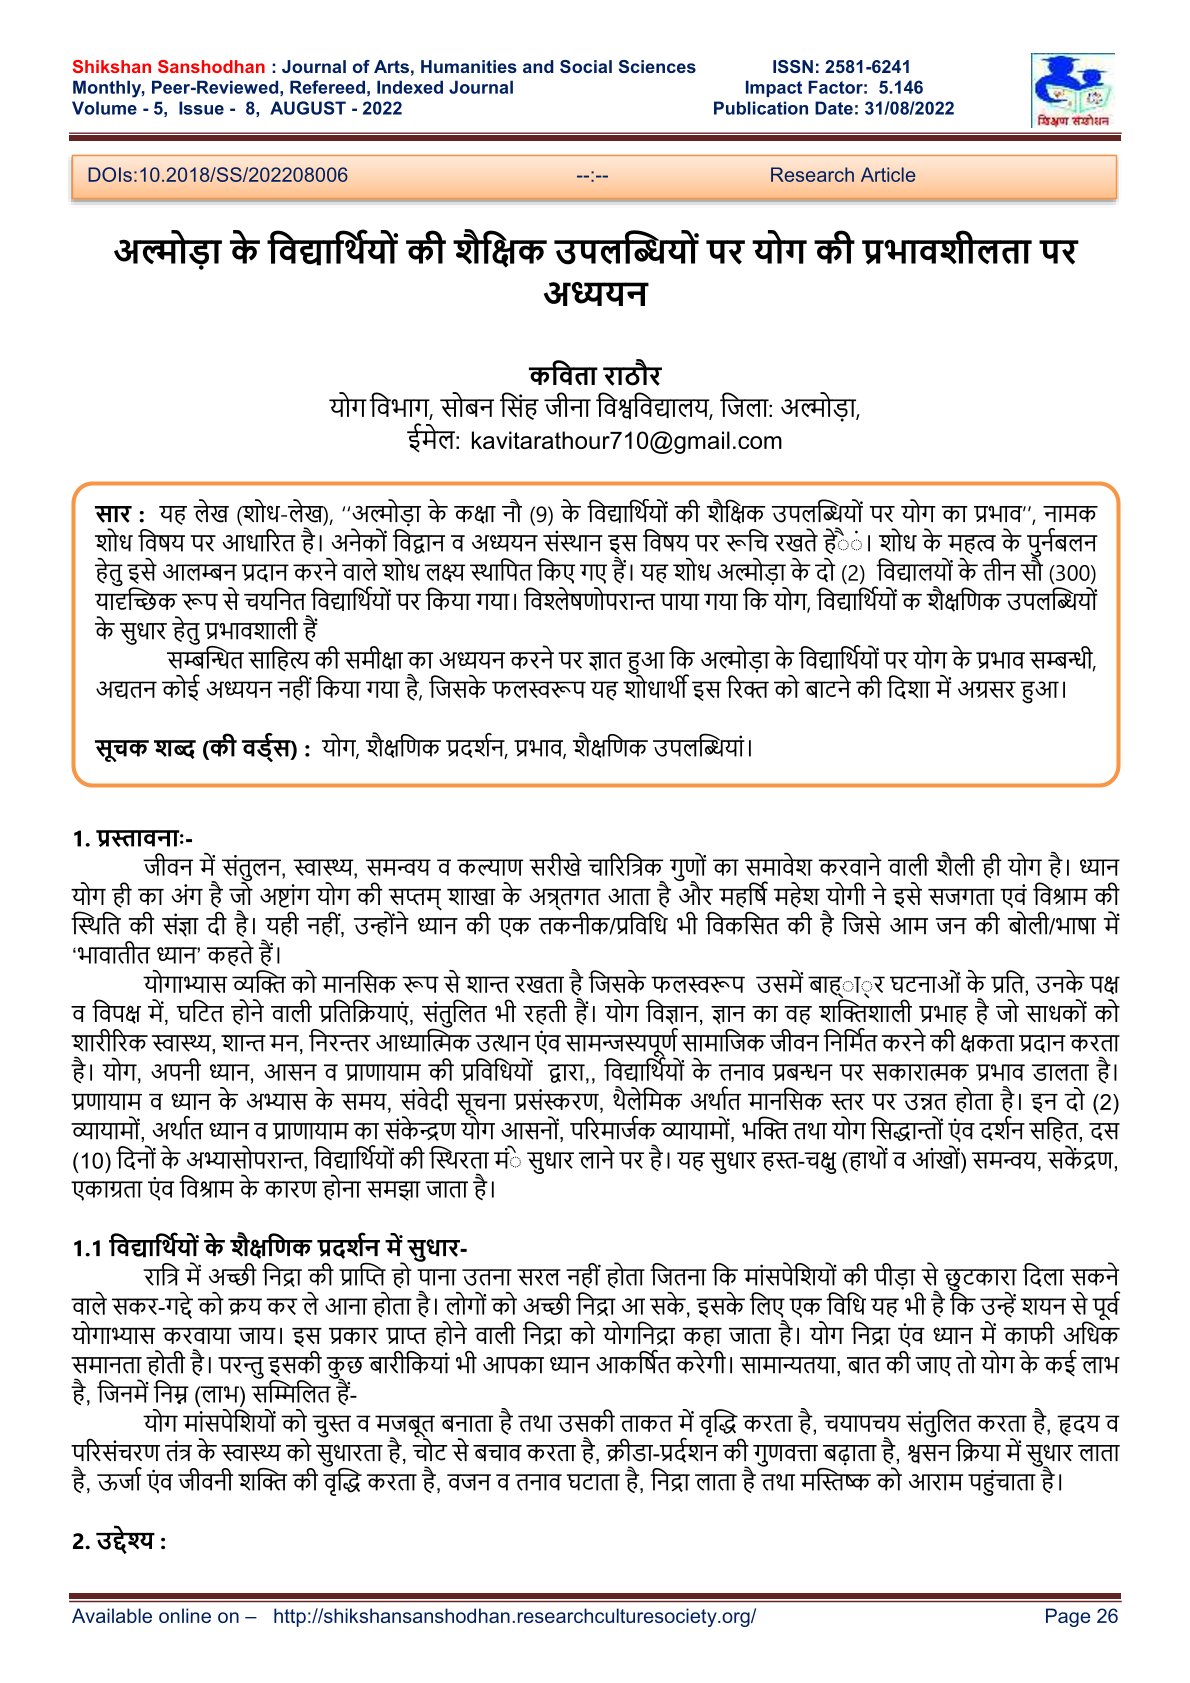 Shikshan Sanshodhan : Journal of Arts, Humanities and Social Sciences ISSN: 2581-6241
Monthly, Peer-Reviewed, Refereed, Indexed Journal Impact Factor: 5.146
Volume - 5, Issue - 8, AUGUST - 2022 Publication Date: 31/08/2022
शिक्षण संशोधन
DOIs:10.2018/SS/202208006 --:-- Research Article
अल्मोड़ा के विद्यार्थियों की शैक्षिक उपलब्धियों पर योग की प्रभावशीलता पर
अध्ययन
कविता राठौर
योग विभाग, सोबन सिंह जीना विश्वविद्यालय, जिला: अल्मोड़ा,
ईमेल: kavitarathour710@gmail.com
सार : यह लेख (शोध-लेख), ‘‘अल्मोड़ा के कक्षा नौ (9) के विद्यार्थियों की शैक्षिक उपलब्धियों पर योग का प्रभाव’’, नामक
शोध विषय पर आधारित है। अनेकों विद्वान व अध्ययन संस्थान इस विषय पर रूचि रखते हेैं। शोध के महत्व के पुर्नबलन
हेतु इसे आलम्बन प्रदान करने वाले शोध लक्ष्य स्थापित किए गए हैं। यह शोध अल्मोड़ा के दो (2) विद्यालयों के तीन सौ (300)
यादृच्छिक रूप से चयनित विद्यार्थियों पर किया गया। विश्लेषणोपरान्त पाया गया कि योग, विद्यार्थियों क शैक्षणिक उपलब्धियों
के सुधार हेतु प्रभावशाली हैं
सम्बन्धित साहित्य की समीक्षा का अध्ययन करने पर ज्ञात हुआ कि अल्मोड़ा के विद्यार्थियों पर योग के प्रभाव सम्बन्धी,
अद्यतन कोई अध्ययन नहीं किया गया है, जिसके फलस्वरूप यह शोधार्थी इस रिक्त को बाटने की दिशा में अग्रसर हुआ।
सूचक शब्द (की वर्ड्स) : योग, शैक्षणिक प्रदर्शन, प्रभाव, शैक्षणिक उपलब्धियां।
1. प्रस्तावनाः-
जीवन में संतुलन, स्वास्थ्य, समन्वय व कल्याण सरीखे चारित्रिक गुणों का समावेश करवाने वाली शैली ही योग है। ध्यान
योग ही का अंग है जो अष्टांग योग की सप्तम् शाखा के अन्र्तगत आता है और महर्षि महेश योगी ने इसे सजगता एवं विश्राम की
स्थिति की संज्ञा दी है। यही नहीं, उन्होंने ध्यान की एक तकनीक/प्रविधि भी विकसित की है जिसे आम जन की बोली/भाषा में
‘भावातीत ध्यान’ कहते हैं।
योगाभ्यास व्यक्ति को मानसिक रूप से शान्त रखता है जिसके फलस्वरूप उसमें बाह्ा्र घटनाओं के प्रति, उनके पक्ष
व विपक्ष में, घटित होने वाली प्रतिक्रियाएं, संतुलित भी रहती हैं। योग विज्ञान, ज्ञान का वह शक्तिशाली प्रभाह है जो साधकों को
शारीरिक स्वास्थ्य, शान्त मन, निरन्तर आध्यात्मिक उत्थान एंव सामन्जस्यपूर्ण सामाजिक जीवन निर्मित करने की क्षकता प्रदान करता
है। योग, अपनी ध्यान, आसन व प्राणायाम की प्रविधियों द्वारा,, विद्यार्थियों के तनाव प्रबन्धन पर सकारात्मक प्रभाव डालता है।
प्रणायाम व ध्यान के अभ्यास के समय, संवेदी सूचना प्रसंस्करण, थैलेमिक अर्थात मानसिक स्तर पर उन्नत होता है। इन दो (2)
व्यायामों, अर्थात ध्यान व प्राणायाम का संकेन्द्रण योग आसनों, परिमार्जक व्यायामों, भक्ति तथा योग सिद्धान्तों एंव दर्शन सहित, दस
(10) दिनों के अभ्यासोपरान्त, विद्यार्थियों की स्थिरता मंे सुधार लाने पर है। यह सुधार हस्त-चक्षु (हाथों व आंखों) समन्वय, सकेंद्रण,
एकाग्रता एंव विश्राम के कारण होना समझा जाता है।
1.1 विद्यार्थियों के शैक्षणिक प्रदर्शन में सुधार-
रात्रि में अच्छी निद्रा की प्राप्ति हो पाना उतना सरल नहीं होता जितना कि मांसपेशियों की पीड़ा से छुटकारा दिला सकने
वाले सकर-गद्दे को क्रय कर ले आना होता है। लोगों को अच्छी निद्रा आ सके, इसके लिए एक विधि यह भी है कि उन्हें शयन से पूर्व
योगाभ्यास करवाया जाय। इस प्रकार प्राप्त होने वाली निद्रा को योगनिद्रा कहा जाता है। योग निद्रा एंव ध्यान में काफी अधिक
समानता होती है। परन्तु इसकी कुछ बारीकियां भी आपका ध्यान आकर्षित करेगी। सामान्यतया, बात की जाए तो योग के कई लाभ
है, जिनमें निम्न (लाभ) सम्मिलित हैं-
योग मांसपेशियों को चुस्त व मजबूत बनाता है तथा उसकी ताकत में वृद्धि करता है, चयापचय संतुलित करता है, हृदय व
परिसंचरण तंत्र के स्वास्थ्य को सुधारता है, चोट से बचाव करता है, क्रीडा-प्रर्दशन की गुणवत्ता बढ़ाता है, श्वसन क्रिया में सुधार लाता
है, ऊर्जा एंव जीवनी शक्ति की वृद्धि करता है, वजन व तनाव घटाता है, निद्रा लाता है तथा मस्तिष्क को आराम पहुंचाता है।
2. उद्देश्य :
Available online on – http://shikshansanshodhan.researchculturesociety.org/ Page 26